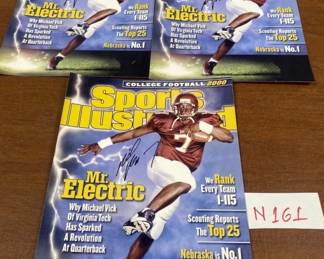 Mr.
Electric
Why Michael Vick
Of Virginia Tech
Has Sparked
A Revolution
At Quarterback
We Rank
Every Team
1-115
Scouting Reports
The Top 25
Nebraska Is No.1
Mr.
Electric
Why Michael Vick
Of Virginia Tech
Has Sparked
A Revolution
At Quarterback
We Rank
Every Team
1-115
Scouting Reports
The Top 25
Nebraska is No.1
COLLEGE FOOTBALL 2000
Sports
Illustrated
Mr.
Electric
Why Michael Vick
Of Virginia Tech
Has Sparked
A Revolution
At Quarterback
7
We Rank
Every Team
1-115
Scouting Reports
The Top 25
Nebraska is No.1
N161